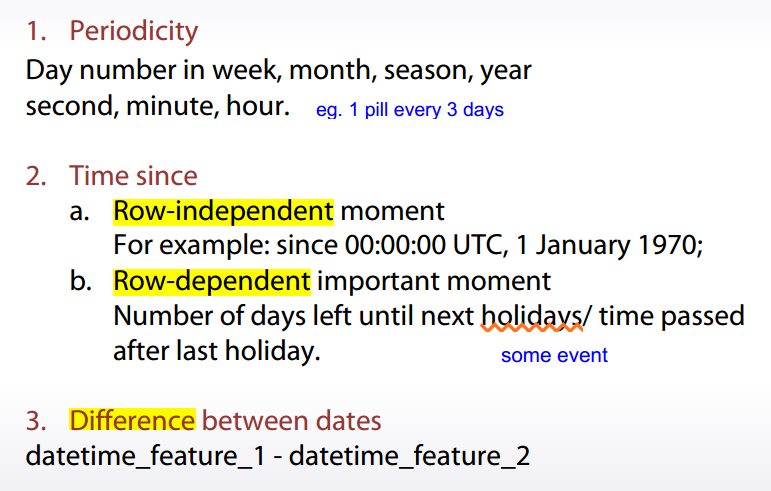 1. Periodicity
Day number in week, month, season, year
second, minute, hour. eg. 1 pill every 3 days
2. Time since
a. Row-independent moment
For example: since 00:00:00 UTC, 1 January 1970;
b. Row-dependent important moment
Number of days left until next holidays/ time passed
after last holiday. some event
3. Difference between dates
datetime_feature_1 - datetime_feature_2